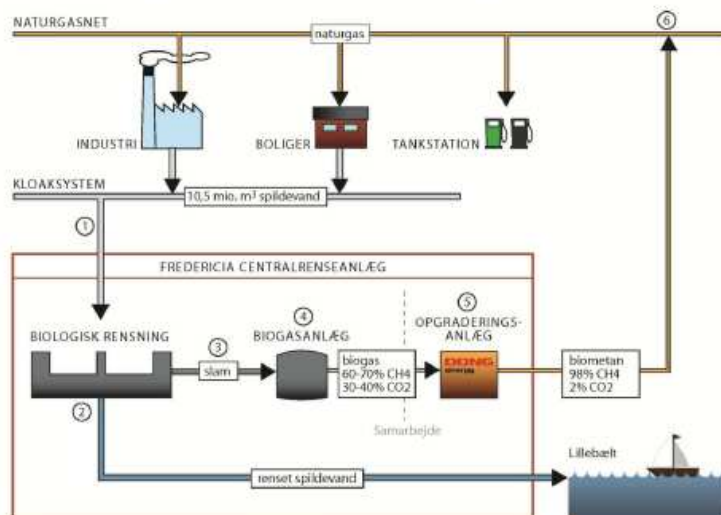 NATURGASNET
6
naturgas
INDUSTRI
BOLIGER
TANKSTATION
KLOAKSYSTEM
10,5 mio. m³ spildevand
1
FREDERICIA CENTRALRENSEANLÆG
BIOLOGISK RENSNING
3
slam
4
BIOGASANLÆG
biogas
60-70% CH4
30-40% CO2
5
OPGRADERINGS-
ANLÆG
DONG
biometan
98% CH4
2% CO2
2
Samarbejde
Lillebælt
renset spildevand